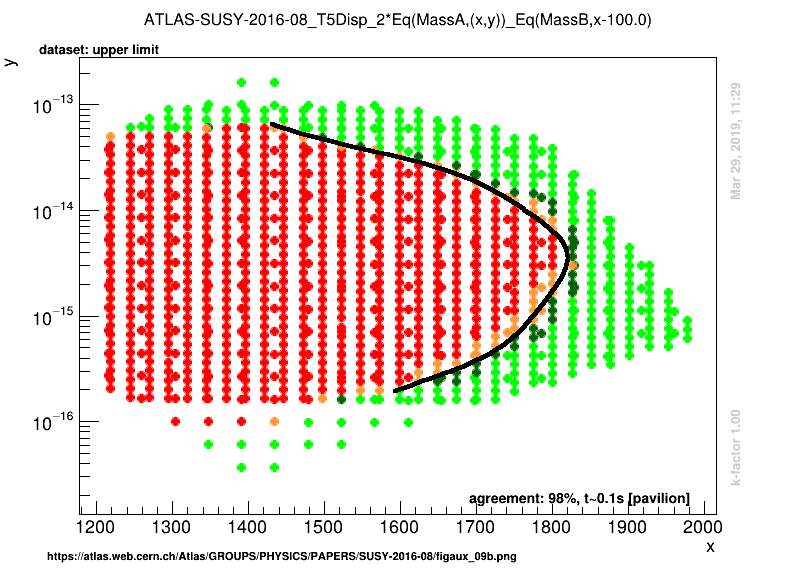 ATLAS-SUSY-2016-08_T5Disp_2*Eq(MassA,(x,y))_Eq(MassB,x-100.0)
dataset: upper limit
y
10⁻¹³
10⁻¹⁴
10⁻¹⁵
10⁻¹⁶
Mar 29, 2019, 11:29
k-factor 1.00
agreement: 98%, t~0.1s [pavilion]
1200 1300 1400 1500 1600 1700 1800 1900 2000
x
https://atlas.web.cern.ch/Atlas/GROUPS/PHYSICS/PAPERS/SUSY-2016-08/figaux_09b.png